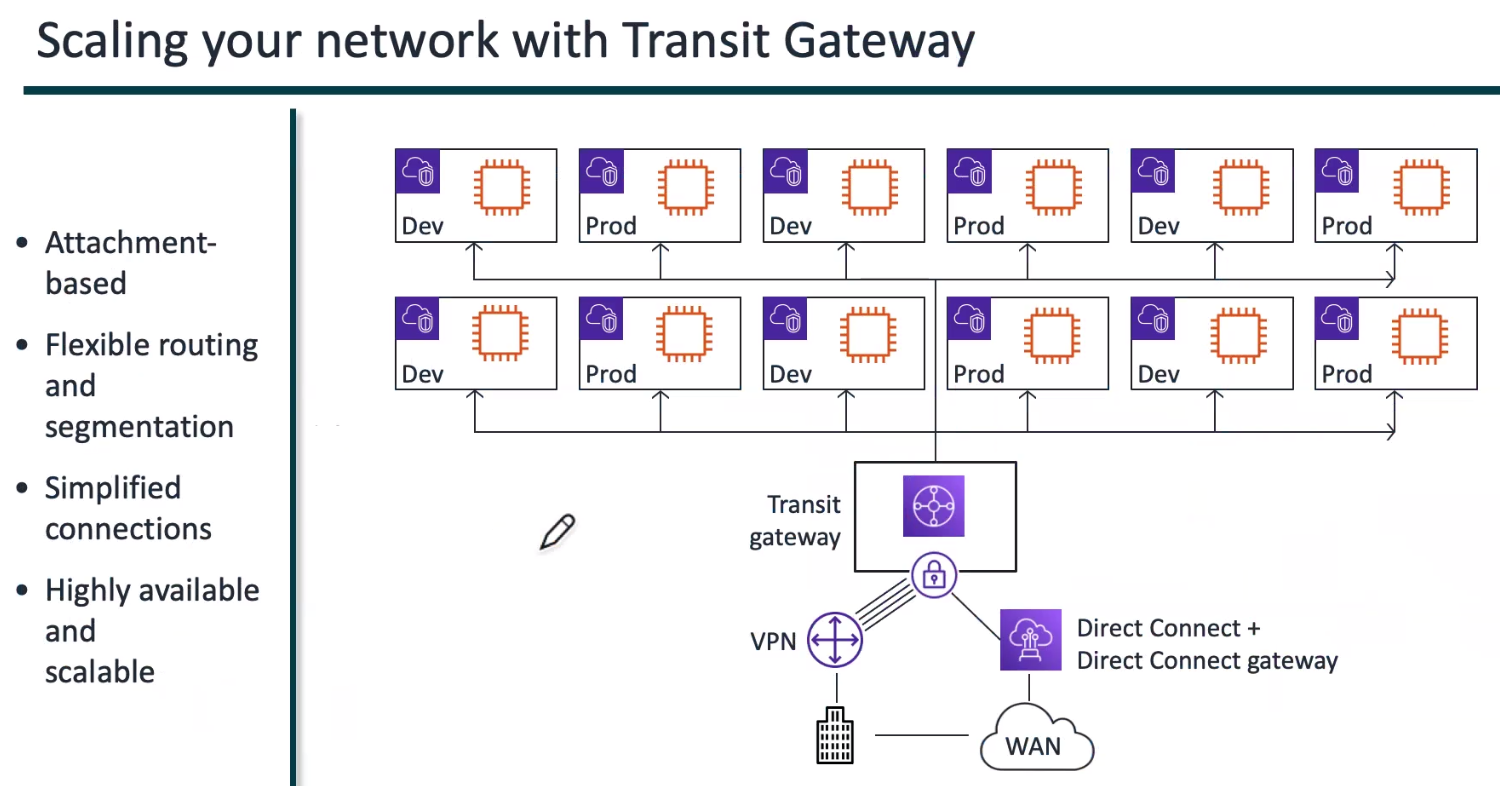 Scaling your network with Transit Gateway
• Attachment-
based
• Flexible routing
and
segmentation
• Simplified
connections
• Highly available
and
scalable
Dev
Prod
Dev
Prod
Dev
Prod
Dev
Prod
Dev
Prod
Dev
Prod
Transit
gateway
VPN
Direct Connect +
Direct Connect gateway
WAN